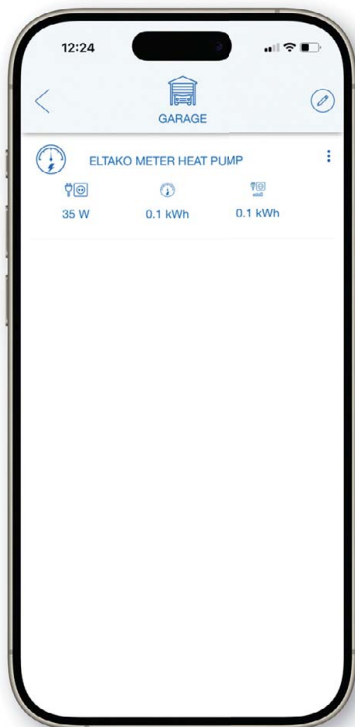 12:24
GARAGE
ELTAKO METER HEAT PUMP
35 W 0.1 kWh 0.1 kWh